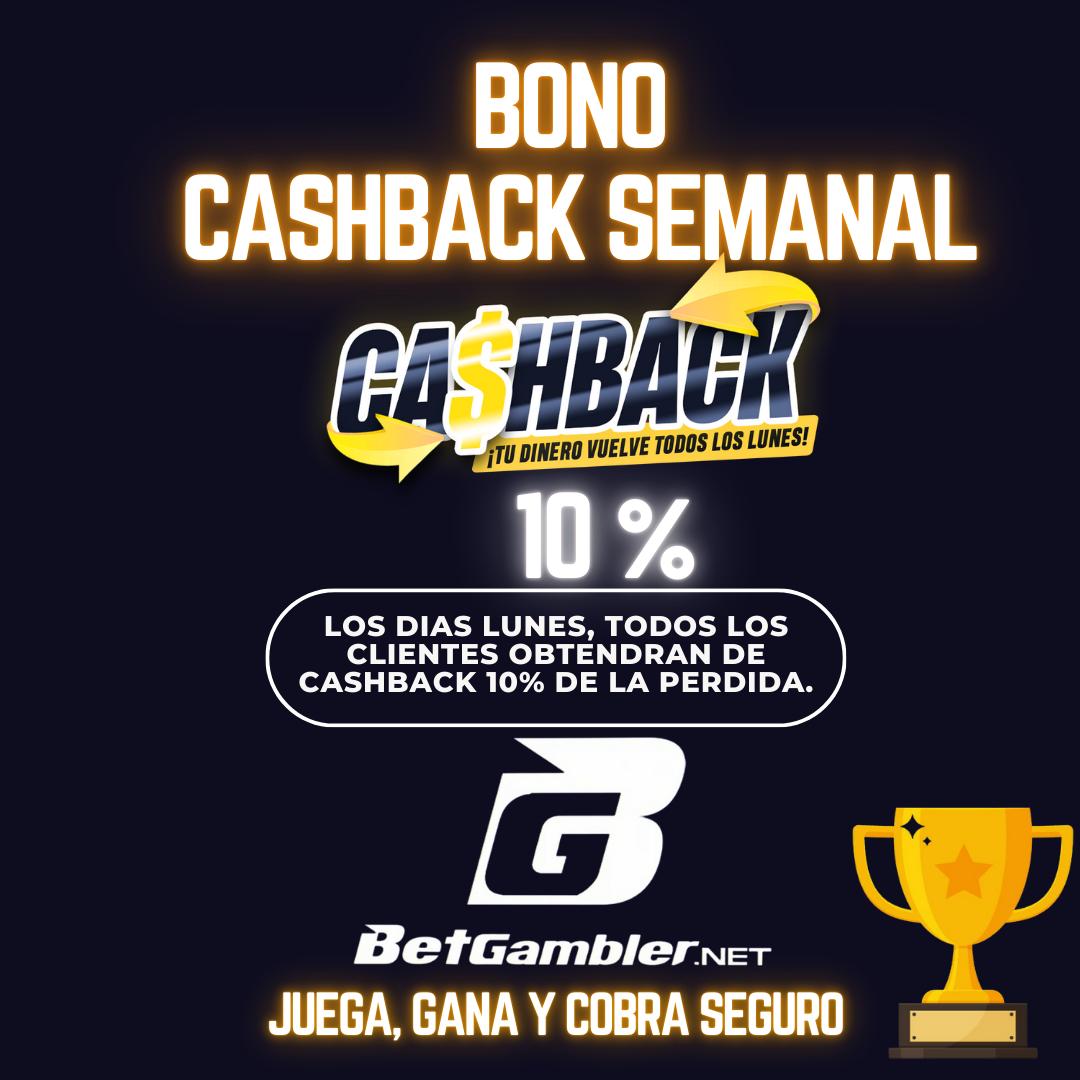 BONO
CASHBACK SEMANAL
CA$HBACK
¡TU DINERO VUELVE TODOS LOS LUNES!
10 %
LOS DIAS LUNES, TODOS LOS
CLIENTES OBTENDRAN DE
CASHBACK 10% DE LA PERDIDA.
GB
BetGambler.NET
JUEGA, GANA Y COBRA SEGURO